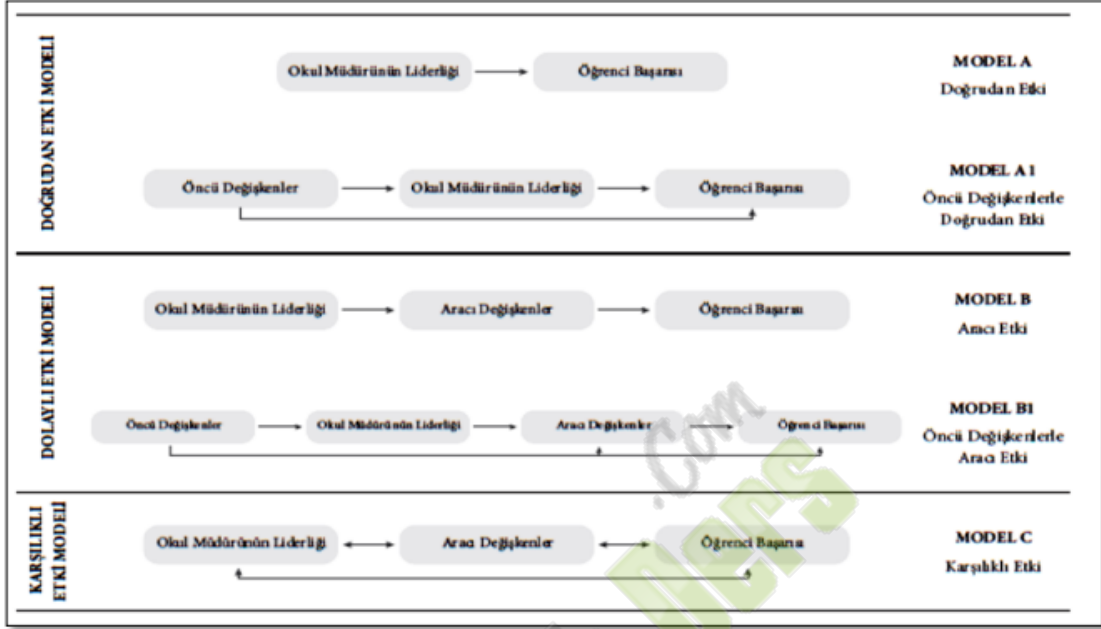 DOĞRUDAN ETKİ MODELİ
Okul Müdürünün Liderliği
Öğrenci Başarısı
MODEL A
Doğrudan Etki
Öncü Değişkenler
Okul Müdürünün Liderliği
Öğrenci Başarısı
MODEL A1
Öncü Değişkenlerle
Doğrudan Etki
DOLAYLI ETKİ MODELİ
Okul Müdürünün Liderliği
Aracı Değişkenler
Öğrenci Başarısı
MODEL B
Aracı Etki
Öncü Değişkenler
Okul Müdürünün Liderliği
Aracı Değişkenler
Öğrenci Başarısı
MODEL B1
Öncü Değişkenlerle
Aracı Etki
KARŞILIKLI
ETKİ MODELİ
Okul Müdürünün Liderliği
Aracı Değişkenler
Öğrenci Başarısı
MODEL C
Karşılıklı Etki
Ders
.Com